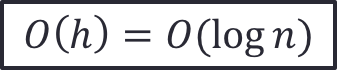 O(h) = O(log n)